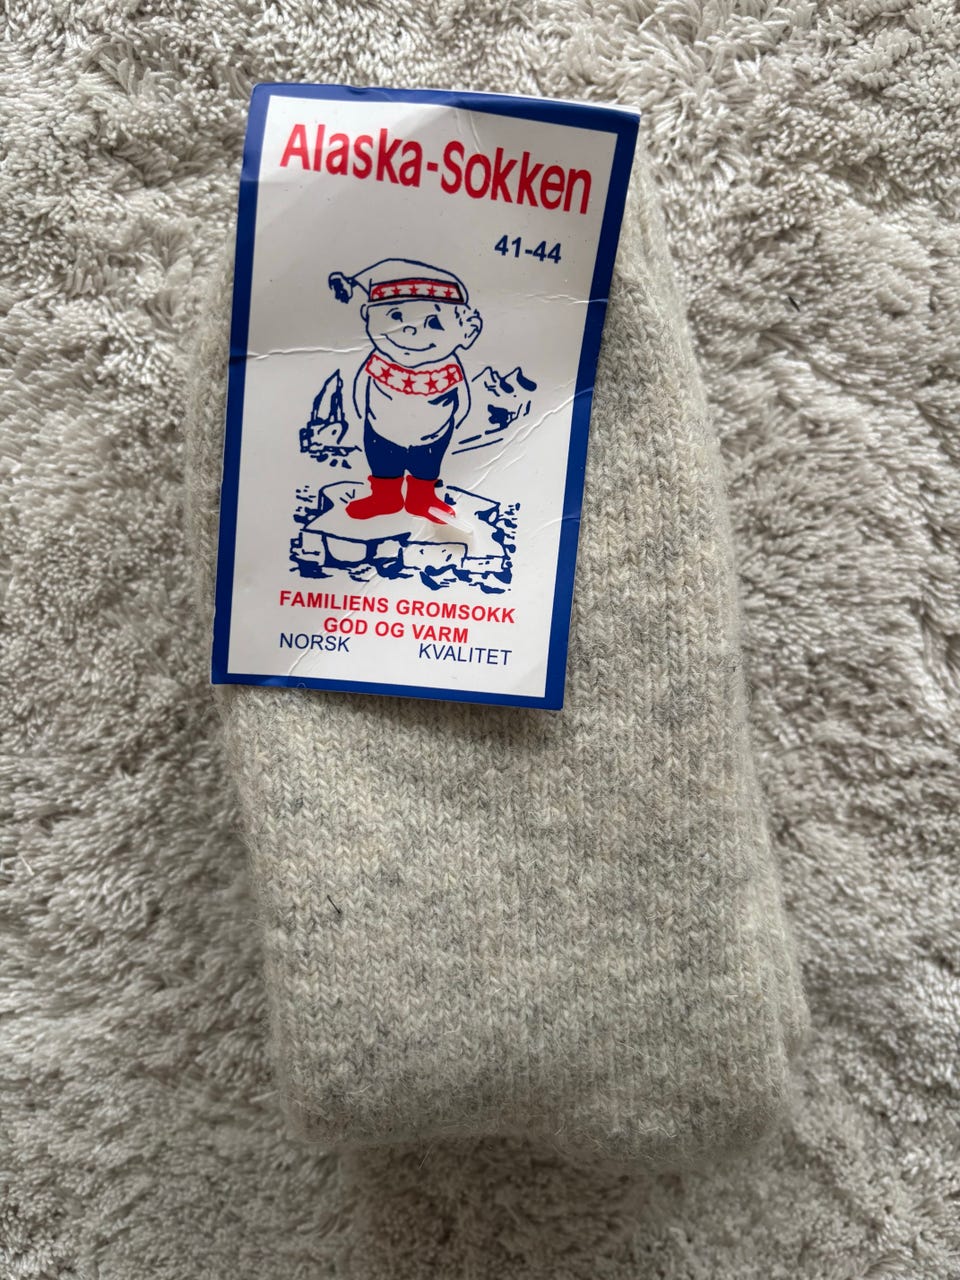 Alaska-Sokken
41-44
FAMILIENS GROMSOKK
GOD OG VARM
NORSK KVALITET